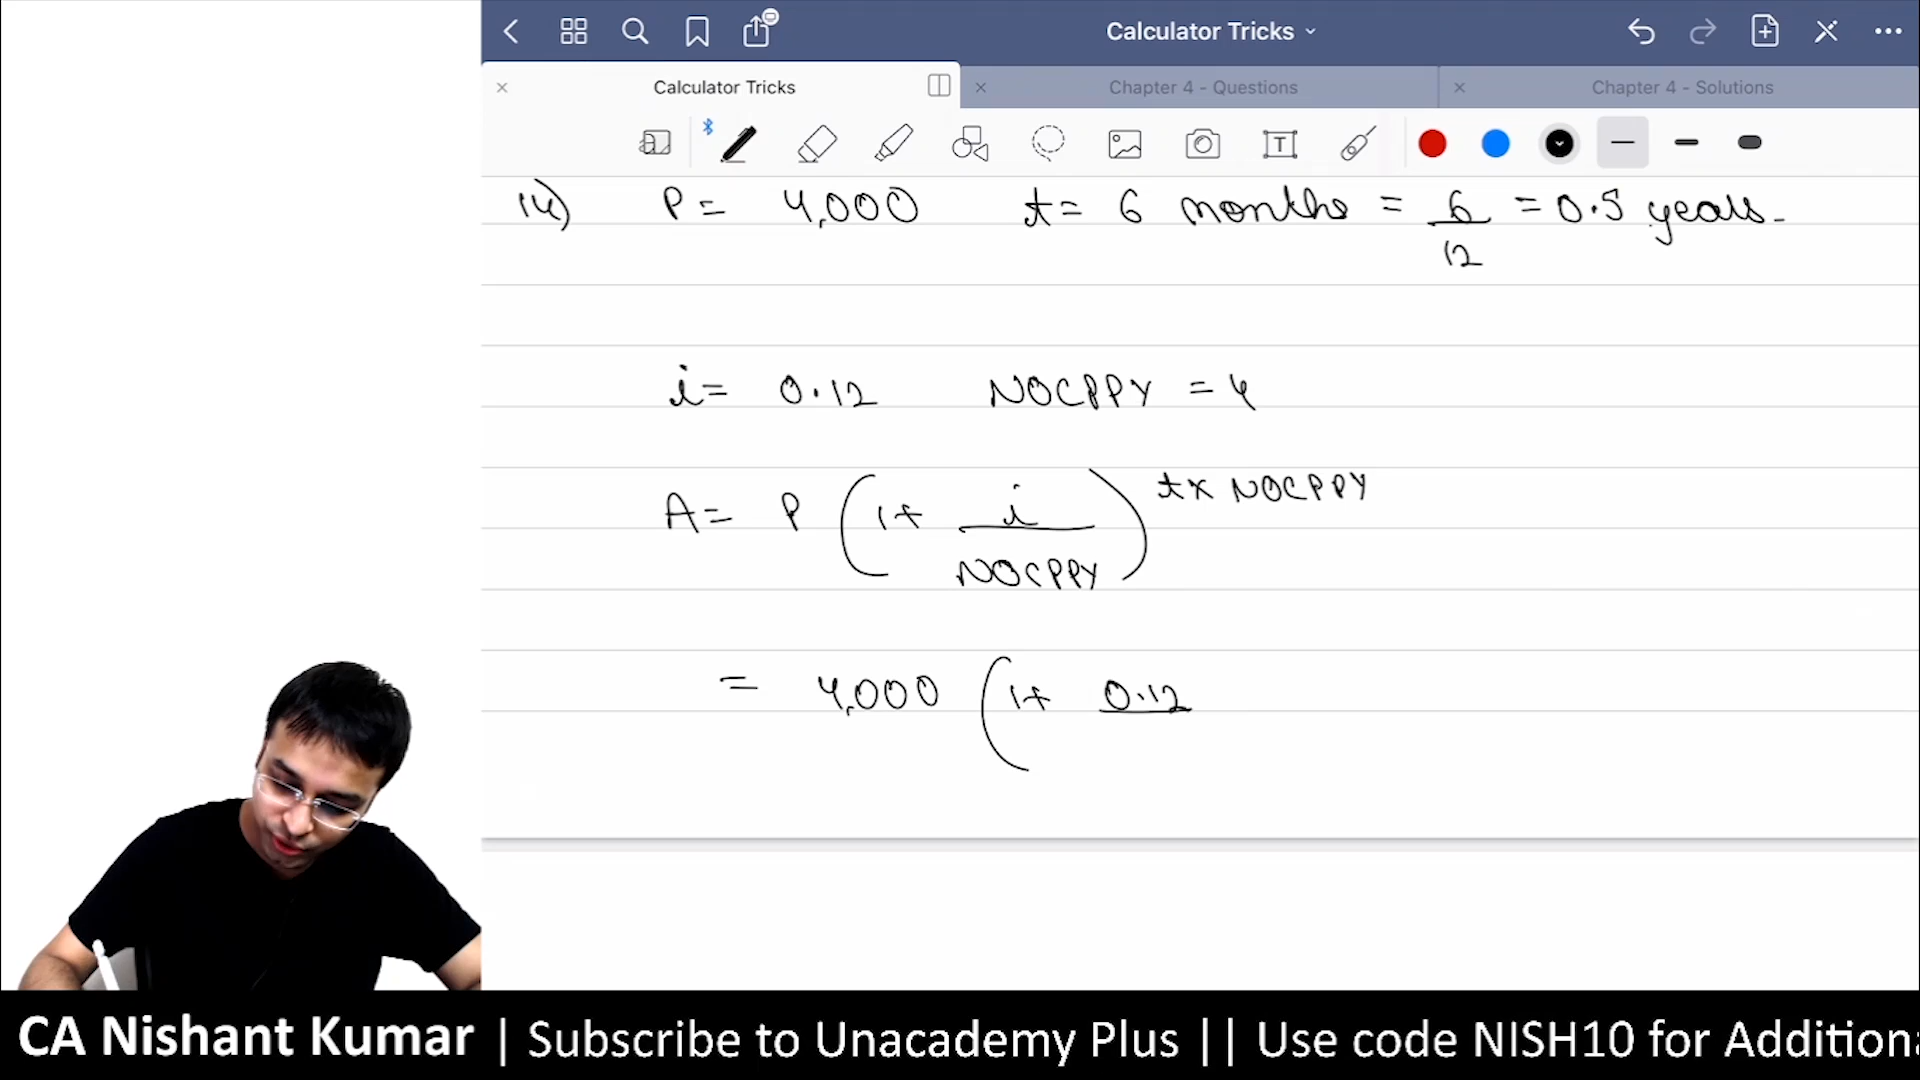 Calculator Tricks
Calculator Tricks
Chapter 4 - Questions
Chapter 4 - Solutions
14) P = 4,000 t = 6 months = 6/12 = 0.5 years.
i = 0.12 NOCPPY = 4
A = P (1+ i/NOCPPY)^t x NOCPPY
= 4,000 (1+ 0.12
CA Nishant Kumar | Subscribe to Unacademy Plus || Use code NISH10 for Additiona